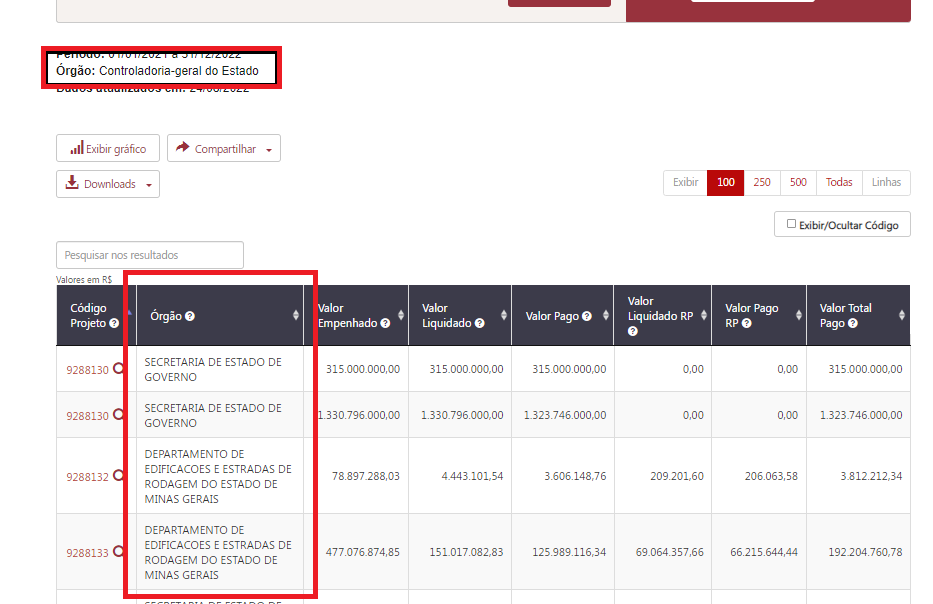 Período: 01/01/2021 a 31/12/2022
Órgão: Controladoria-geral do Estado
Dados atualizados em: 24/08/2022
Exibir gráfico
Compartilhar
Downloads
Exibir 100 250 500 Todas Linhas
Exibir/Ocultar Código
Pesquisar nos resultados
Valores em R$
Código Projeto ?
Órgão ?
Valor Empenhado ?
Valor Liquidado ?
Valor Pago ?
Valor Liquidado RP ?
Valor Pago RP ?
Valor Total Pago ?
9288130
SECRETARIA DE ESTADO DE
GOVERNO
315.000.000,00 315.000.000,00 315.000.000,00 0,00 0,00 315.000.000,00
9288130
SECRETARIA DE ESTADO DE
GOVERNO
1.330.796.000,00 1.330.796.000,00 1.323.746.000,00 0,00 0,00 1.323.746.000,00
9288132
DEPARTAMENTO DE
EDIFICACOES E ESTRADAS DE
RODAGEM DO ESTADO DE
MINAS GERAIS
78.897.288,03 4.443.101,54 3.606.148,76 209.201,60 206.063,58 3.812.212,34
9288133
DEPARTAMENTO DE
EDIFICACOES E ESTRADAS DE
RODAGEM DO ESTADO DE
MINAS GERAIS
477.076.874,85 151.017.082,83 125.989.116,34 69.064.357,66 66.215.644,44 192.204.760,78
SECRETARIA DE ESTADO DE